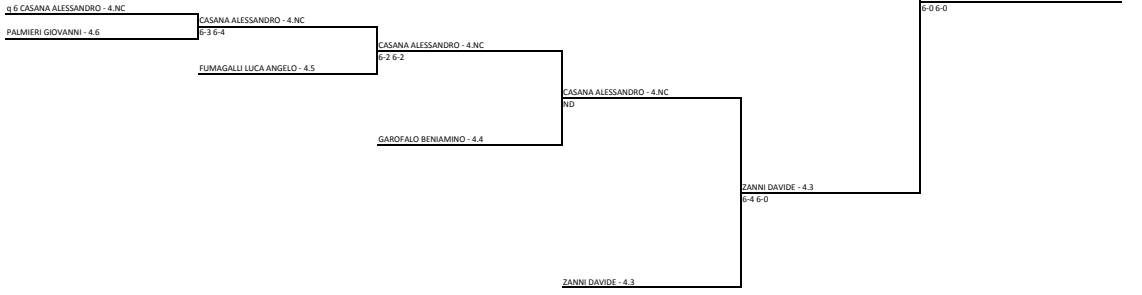 6-0 6-0
q 6 CASANA ALESSANDRO - 4.NC
CASANA ALESSANDRO - 4.NC
PALMIERI GIOVANNI - 4.6
6-3 6-4
CASANA ALESSANDRO - 4.NC
6-2 6-2
FUMAGALLI LUCA ANGELO - 4.5
CASANA ALESSANDRO - 4.NC
ND
GAROFALO BENIAMINO - 4.4
ZANNI DAVIDE - 4.3
6-4 6-0
ZANNI DAVIDE - 4.3